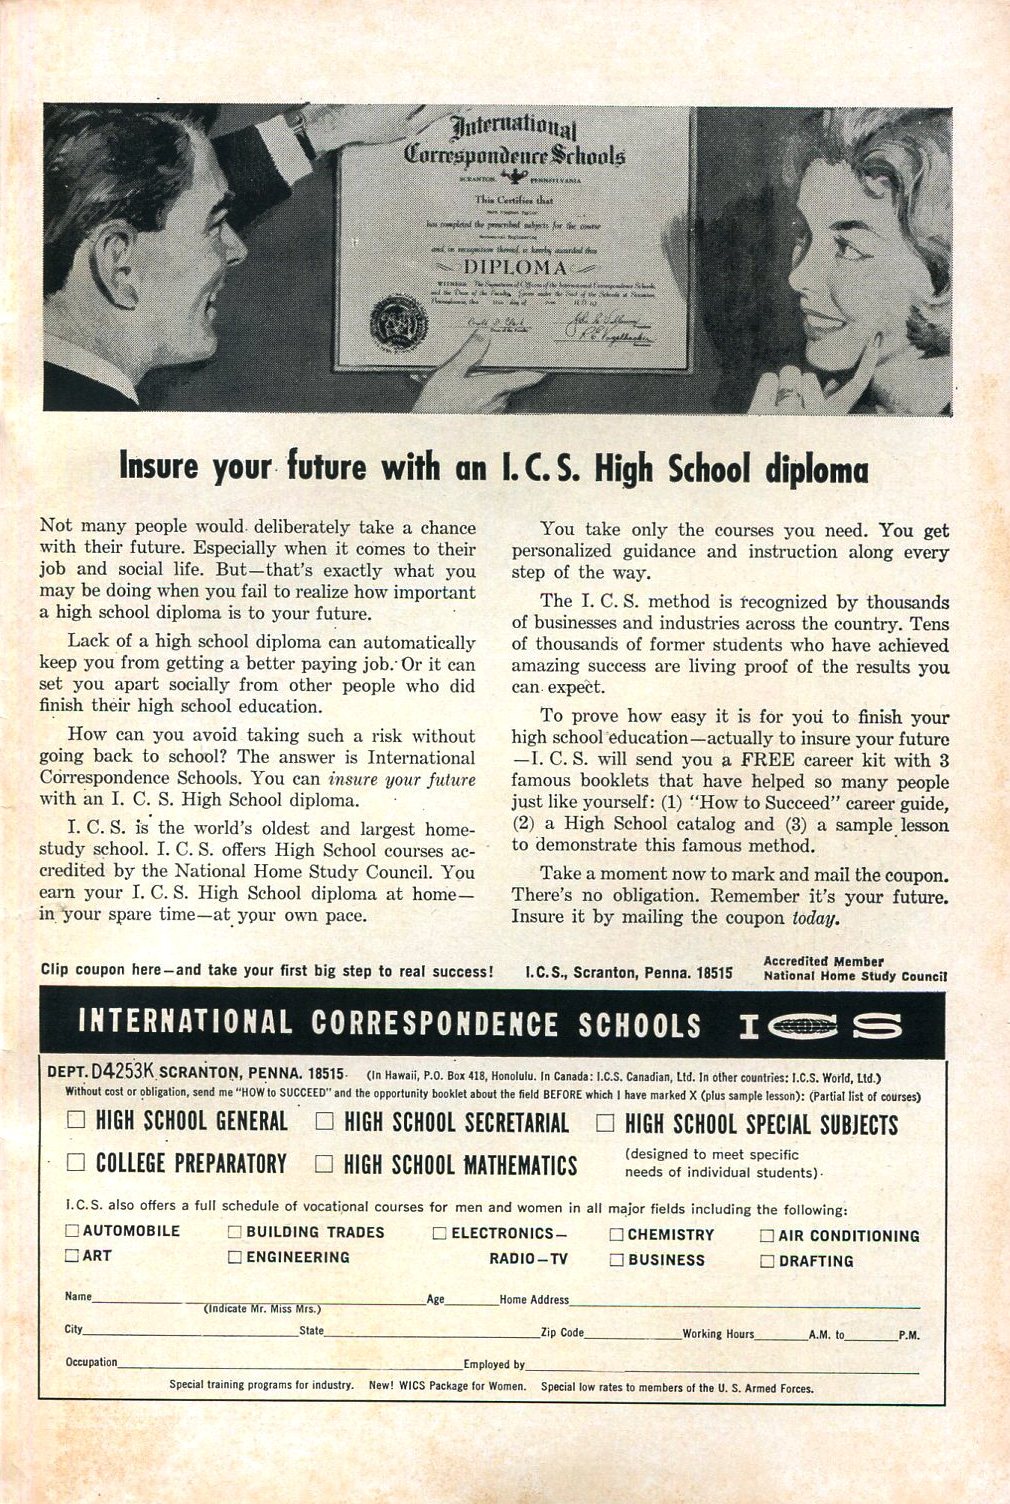 International
Correspondence Schools
SCRANTON, PENNSYLVANIA
This Certifies that
has completed the prescribed subjects for the course
and, in recognition thereof, is hereby awarded this
DIPLOMA
Insure your future with an I. C. S. High School diploma
Not many people would deliberately take a chance
with their future. Especially when it comes to their
job and social life. But—that's exactly what you
may be doing when you fail to realize how important
a high school diploma is to your future.
Lack of a high school diploma can automatically
keep you from getting a better paying job. Or it can
set you apart socially from other people who did
finish their high school education.
How can you avoid taking such a risk without
going back to school? The answer is International
Correspondence Schools. You can insure your future
with an I. C. S. High School diploma.
I. C. S. is the world's oldest and largest home-
study school. I. C. S. offers High School courses ac-
credited by the National Home Study Council. You
earn your I. C. S. High School diploma at home—
in your spare time—at your own pace.
You take only the courses you need. You get
personalized guidance and instruction along every
step of the way.
The I. C. S. method is recognized by thousands
of businesses and industries across the country. Tens
of thousands of former students who have achieved
amazing success are living proof of the results you
can expect.
To prove how easy it is for you to finish your
high school education—actually to insure your future
—I. C. S. will send you a FREE career kit with 3
famous booklets that have helped so many people
just like yourself: (1) "How to Succeed" career guide,
(2) a High School catalog and (3) a sample lesson
to demonstrate this famous method.
Take a moment now to mark and mail the coupon.
There's no obligation. Remember it's your future.
Insure it by mailing the coupon today.
Clip coupon here—and take your first big step to real success! I.C.S., Scranton, Penna. 18515
Accredited Member
National Home Study Council
INTERNATIONAL CORRESPONDENCE SCHOOLS ICS
DEPT. D4253K SCRANTON, PENNA. 18515 (In Hawaii, P.O. Box 418, Honolulu. In Canada: I.C.S. Canadian, Ltd. In other countries: I.C.S. World, Ltd.)
Without cost or obligation, send me "HOW to SUCCEED" and the opportunity booklet about the field BEFORE which I have marked X (plus sample lesson): (Partial list of courses)
☐ HIGH SCHOOL GENERAL ☐ HIGH SCHOOL SECRETARIAL ☐ HIGH SCHOOL SPECIAL SUBJECTS
☐ COLLEGE PREPARATORY ☐ HIGH SCHOOL MATHEMATICS
(designed to meet specific
needs of individual students)
I.C.S. also offers a full schedule of vocational courses for men and women in all major fields including the following:
☐ AUTOMOBILE ☐ BUILDING TRADES ☐ ELECTRONICS— ☐ CHEMISTRY ☐ AIR CONDITIONING
☐ ART ☐ ENGINEERING RADIO—TV ☐ BUSINESS ☐ DRAFTING
Name Age Home Address
(Indicate Mr. Miss Mrs.)
City State Zip Code Working Hours A.M. to P.M.
Occupation Employed by
Special training programs for industry. New! WICS Package for Women. Special low rates to members of the U. S. Armed Forces.